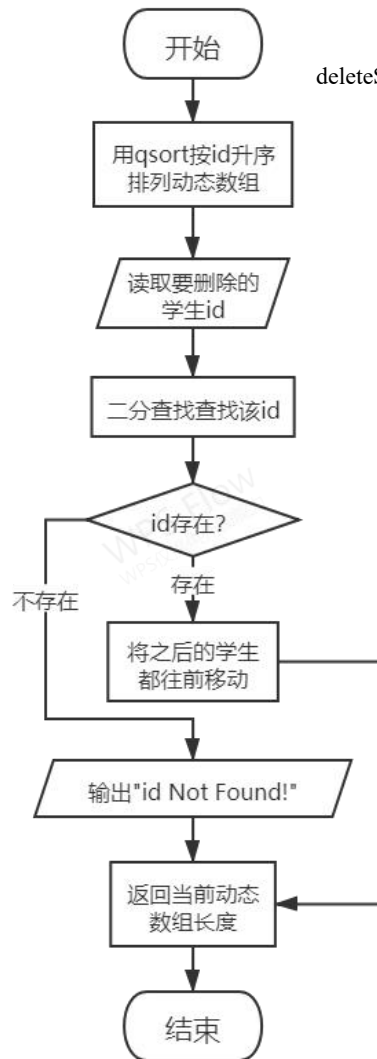 开始
deleteS
用qsort按id升序
排列动态数组
读取要删除的
学生id
二分查找查找该id
id存在?
不存在
存在
将之后的学生
都往前移动
输出"id Not Found!"
返回当前动态
数组长度
结束